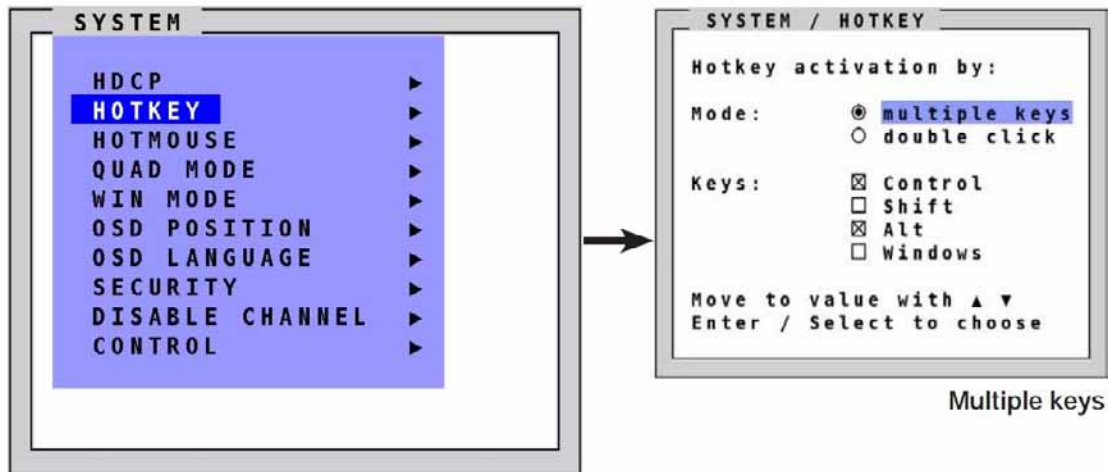 SYSTEM
HDCP ▶
HOTKEY ▶
HOTMOUSE ▶
QUAD MODE ▶
WIN MODE ▶
OSD POSITION ▶
OSD LANGUAGE ▶
SECURITY ▶
DISABLE CHANNEL ▶
CONTROL ▶
SYSTEM / HOTKEY
Hotkey activation by:
Mode: ◉ multiple keys
○ double click
Keys: ☒ Control
☐ Shift
☒ Alt
☐ Windows
Move to value with ▲ ▼
Enter / Select to choose
Multiple keys